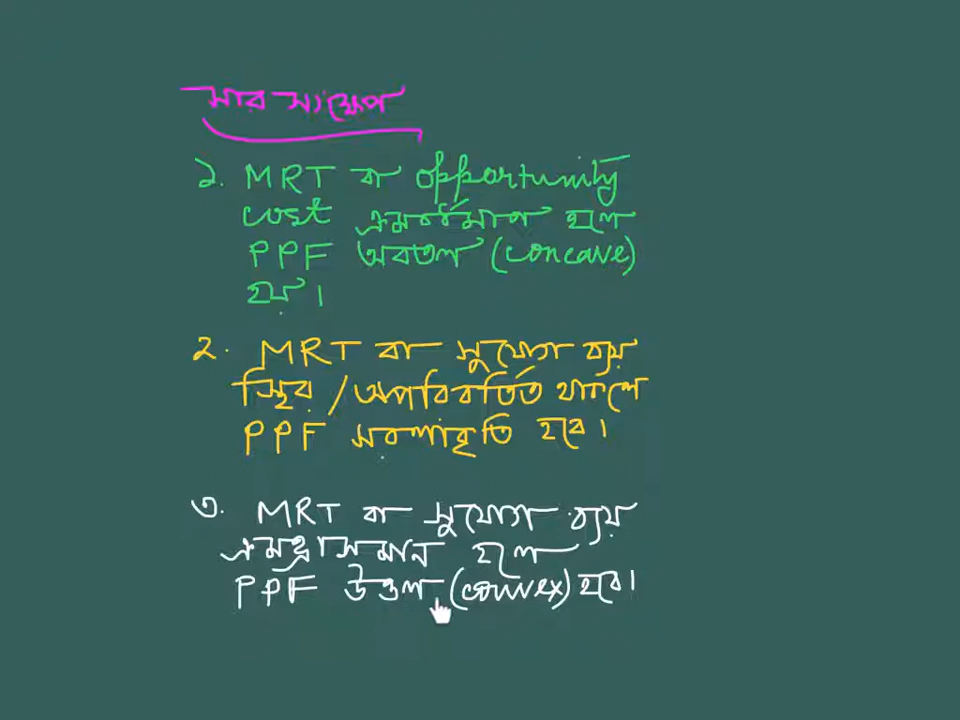 সার সংক্ষেপ
১. MRT বা opportunity
cost ক্রমবর্ধমান হলে
PPF অবতল (concave)
হয়।
২. MRT বা সুযোগ ব্যয়
স্থির / অপরিবর্তিত থাকলে
PPF সরলাকৃতি হবে।
৩. MRT বা সুযোগ ব্যয়
ক্রমহ্রাসমান হলে
PPF উত্তল (convex) হবে।